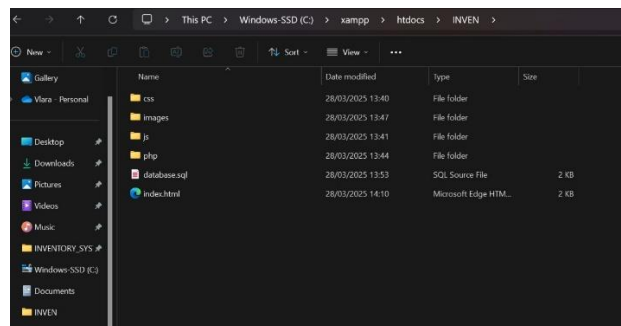 This PC > Windows-SSD (C:) > xampp > htdocs > INVEN >
New Sort View ...
Gallery
Vlara - Personal
Desktop
Downloads
Pictures
Videos
Music
INVENTORY_SYS
Windows-SSD (C:)
Documents
INVEN
Name Date modified Type Size
css 28/03/2025 13:40 File folder
images 28/03/2025 13:47 File folder
js 28/03/2025 13:41 File folder
php 28/03/2025 13:44 File folder
database.sql 28/03/2025 13:53 SQL Source File 2 KB
index.html 28/03/2025 14:10 Microsoft Edge HTM... 2 KB